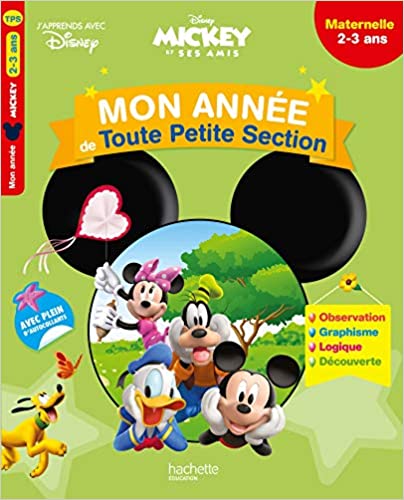 TPS
2-3 ans
MICKEY
Mon année
J'APPRENDS AVEC
Disney
Disney
MICKEY
ET SES AMIS
Maternelle
2-3 ans
MON ANNÉE
de Toute Petite Section
AVEC PLEIN
D'AUTOCOLLANTS
Observation
Graphisme
Logique
Découverte
hachette
ÉDUCATION